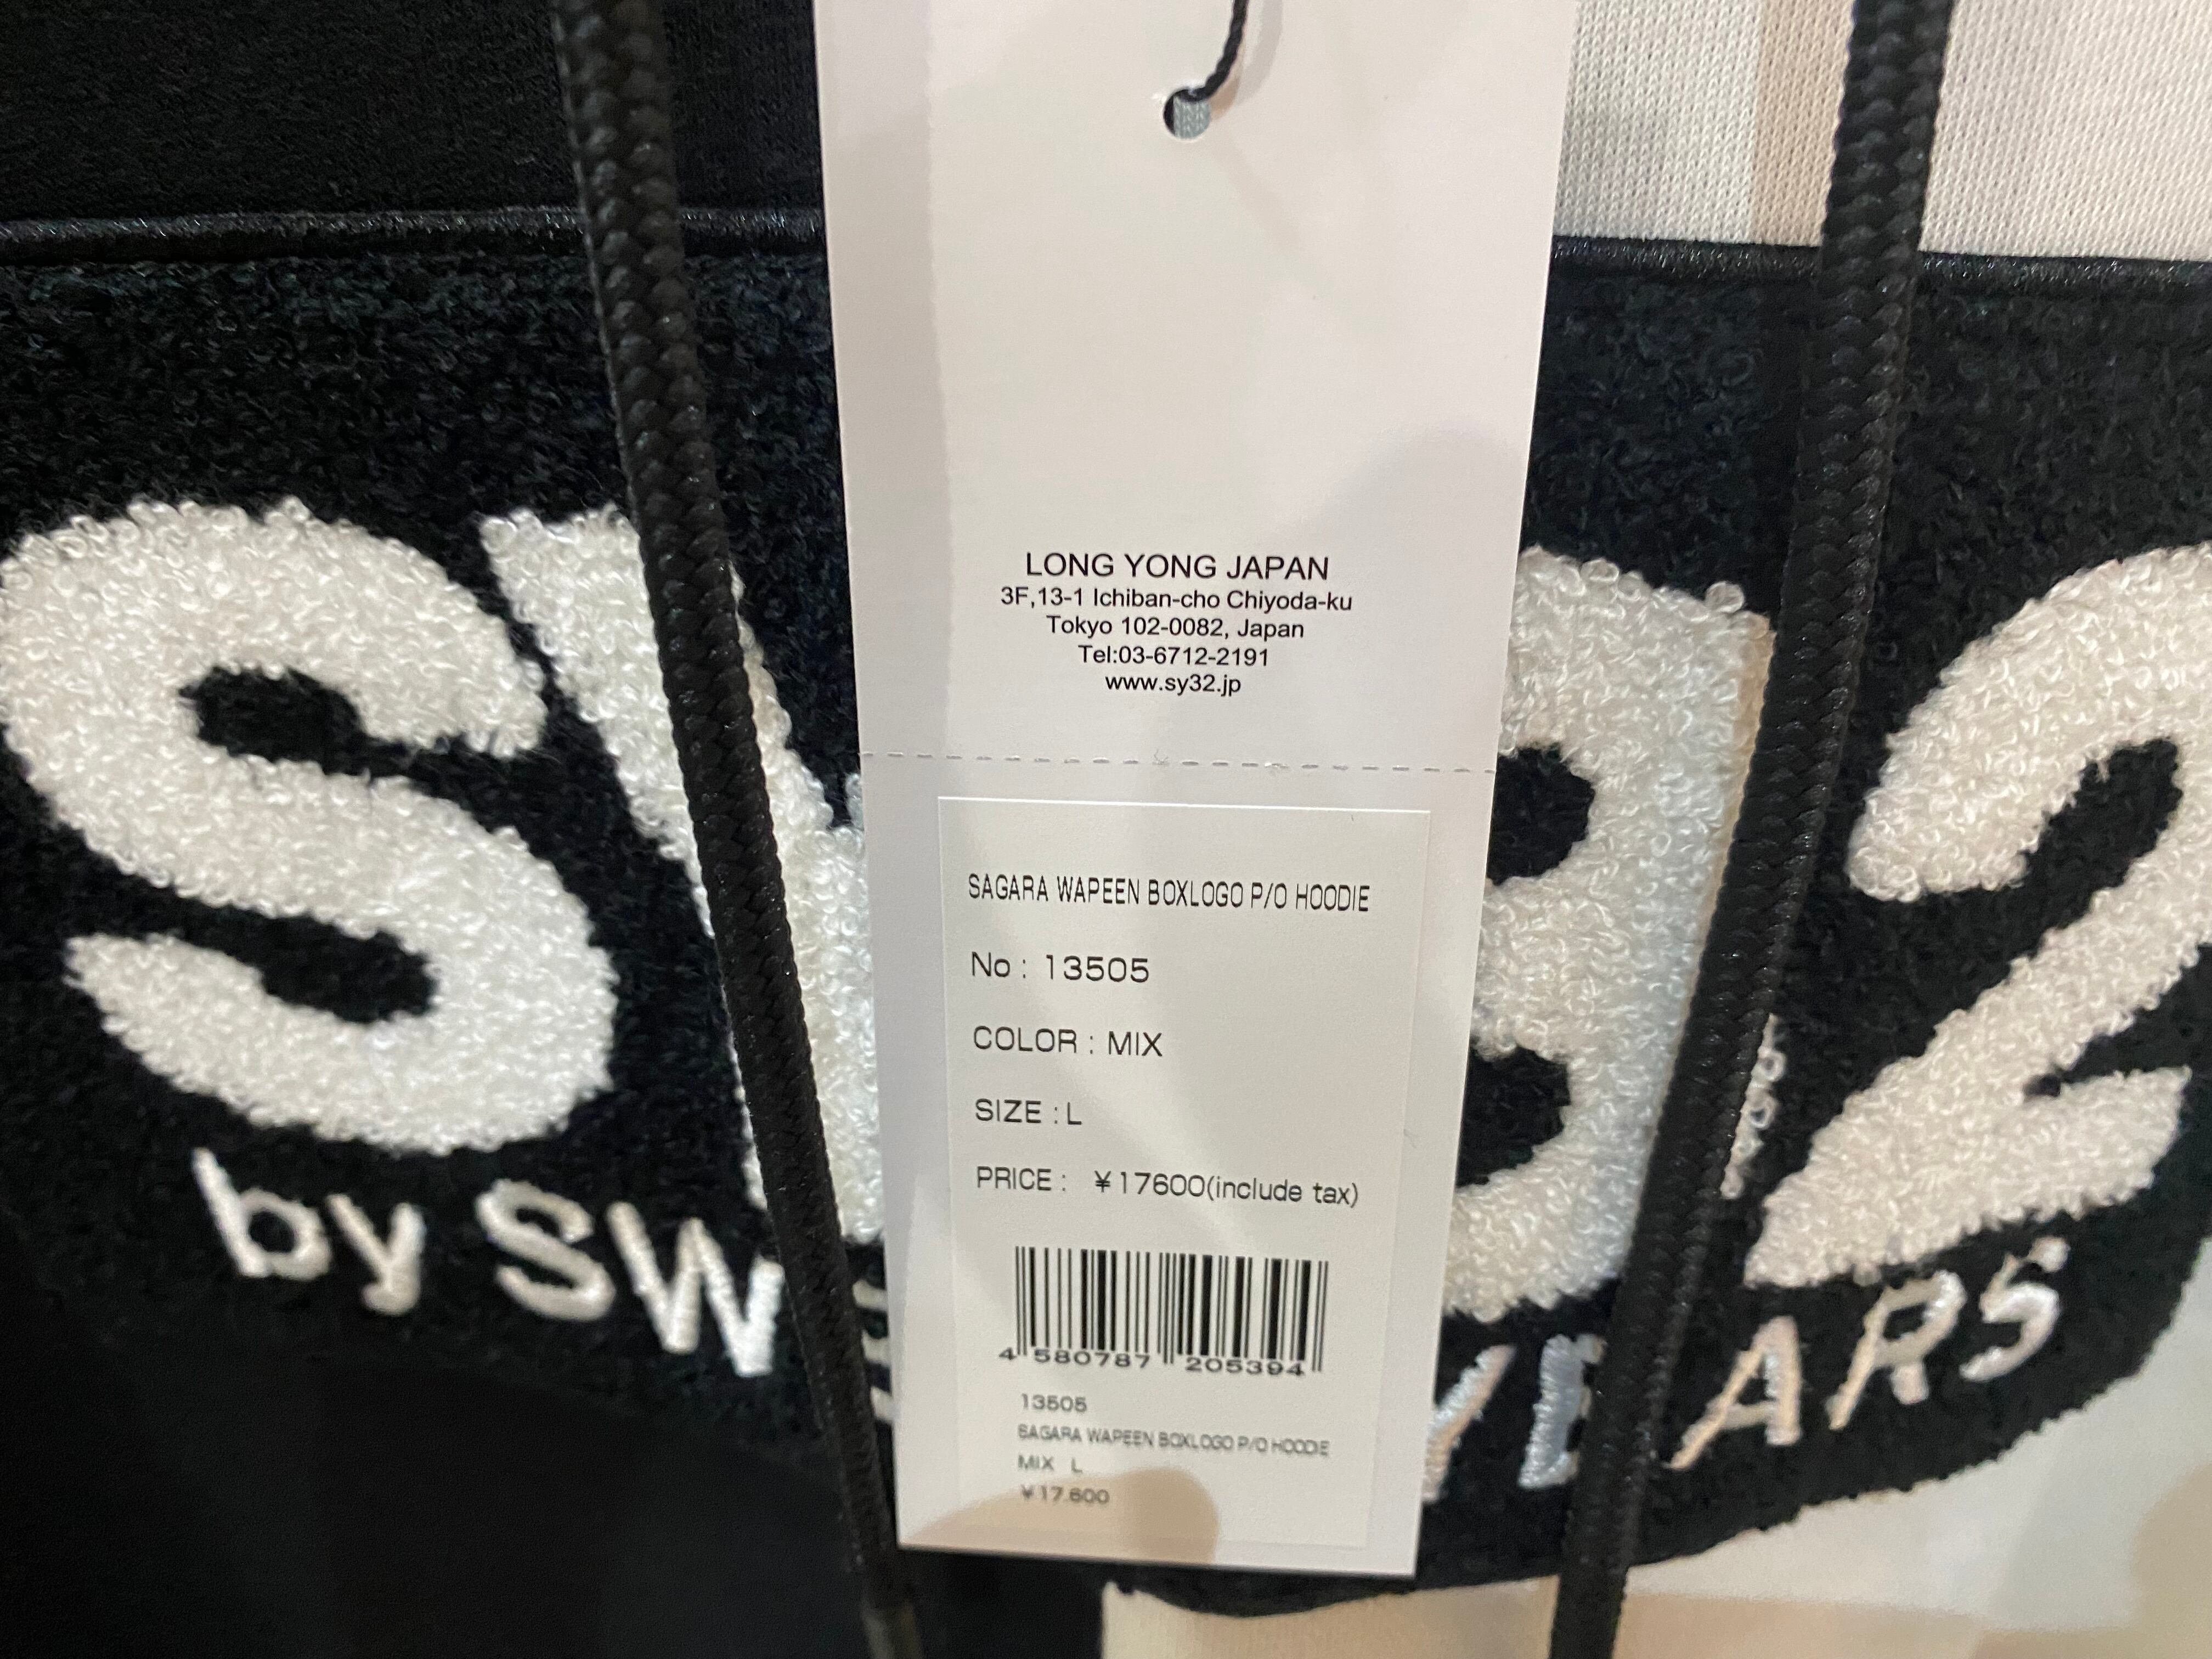 LONG YONG JAPAN
3F,13-1 Ichiban-cho Chiyoda-ku
Tokyo 102-0082, Japan
Tel:03-6712-2191
www.sy32.jp
SAGARA WAPEEN BOXLOGO P/O HOODIE
No : 13505
COLOR : MIX
SIZE : L
PRICE : ¥17600(include tax)
4 580787 205394
13505
SAGARA WAPEEN BOXLOGO P/O HOODIE
MIX L
¥17.600
by